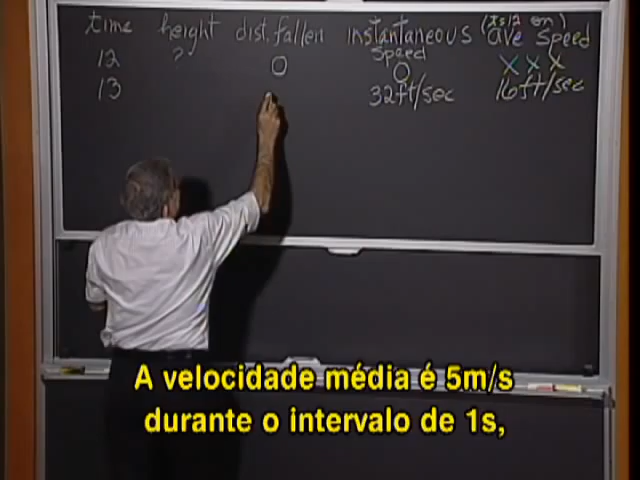 time height dist. fallen instantaneous speed (since 12 on) ave speed
12 ? 0 0 X X X
13 32ft/sec 16ft/sec
A velocidade média é 5m/s
durante o intervalo de 1s,